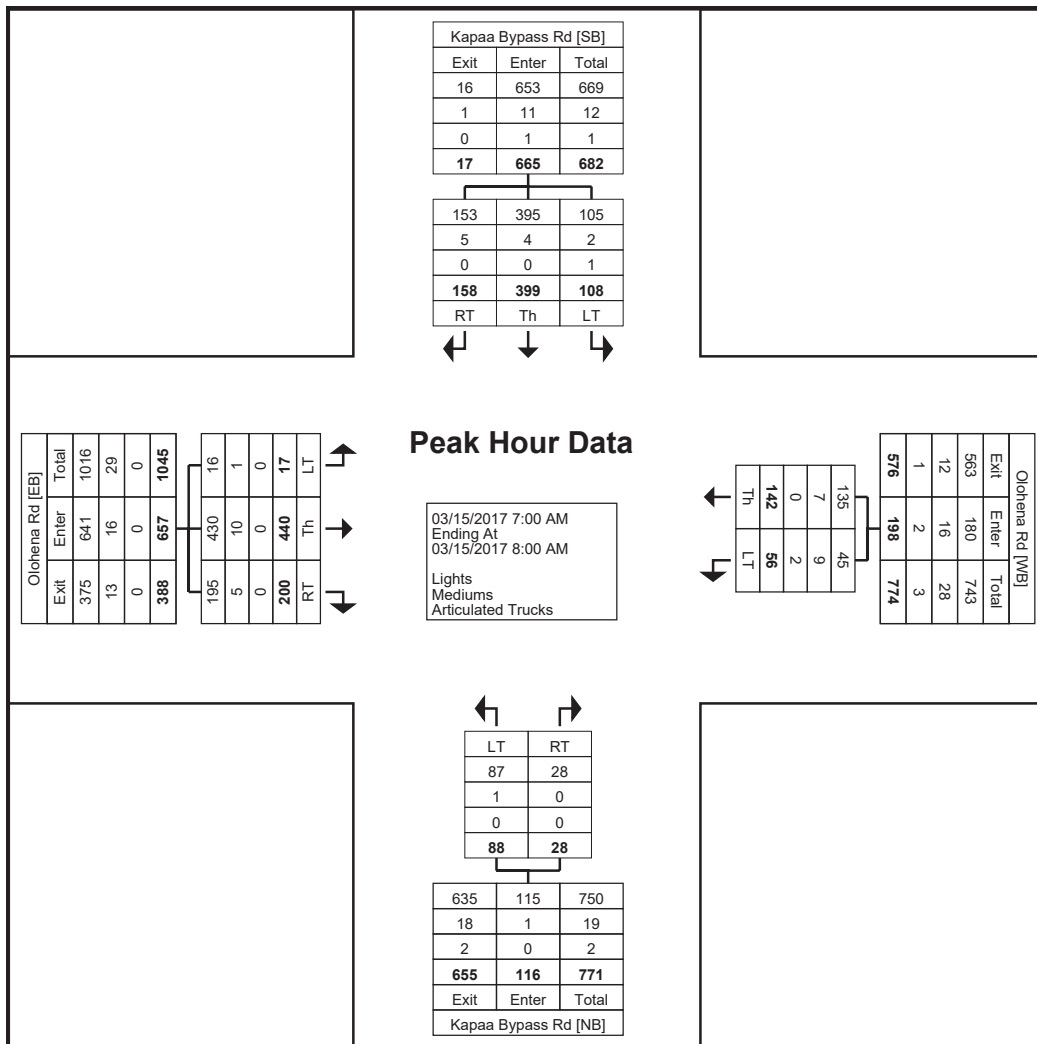 Kapaa Bypass Rd [SB]
Exit Enter Total
16 653 669
1 11 12
0 1 1
17 665 682
153 395 105
5 4 2
0 0 1
158 399 108
RT Th LT
Peak Hour Data
03/15/2017 7:00 AM
Ending At
03/15/2017 8:00 AM
Lights
Mediums
Articulated Trucks
Olohena Rd [EB]
Exit Enter Total
375 641 1016
13 16 29
0 0 0
388 657 1045
16 430 195
1 10 5
0 0 0
17 440 200
LT Th RT
Olohena Rd [WB]
Exit Enter Total
563 180 743
12 16 28
1 2 3
576 198 774
135 45
7 9
0 2
142 56
Th LT
LT RT
87 28
1 0
0 0
88 28
635 115 750
18 1 19
2 0 2
655 116 771
Exit Enter Total
Kapaa Bypass Rd [NB]